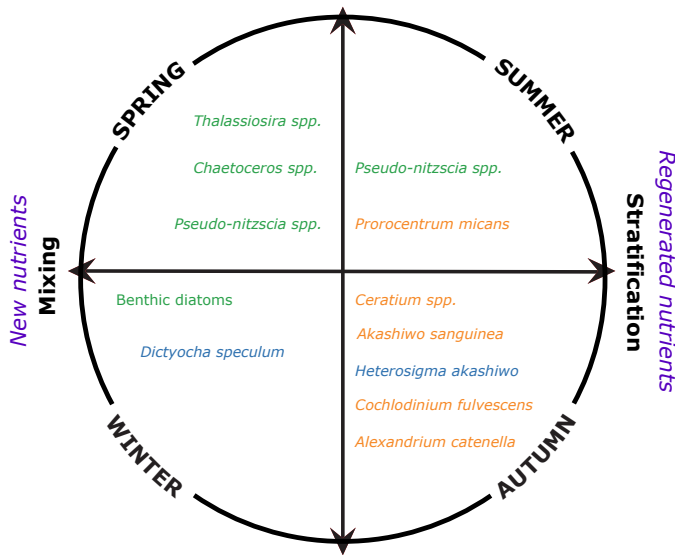 SPRING
SUMMER
Thalassiosira spp.
Chaetoceros spp.
Pseudo-nitzscia spp.
Pseudo-nitzscia spp.
Prorocentrum micans
New nutrients
Mixing
Stratification
Regenerated nutrients
Benthic diatoms
Dictyocha speculum
Ceratium spp.
Akashiwo sanguinea
Heterosigma akashiwo
Cochlodinium fulvescens
Alexandrium catenella
WINTER
AUTUMN